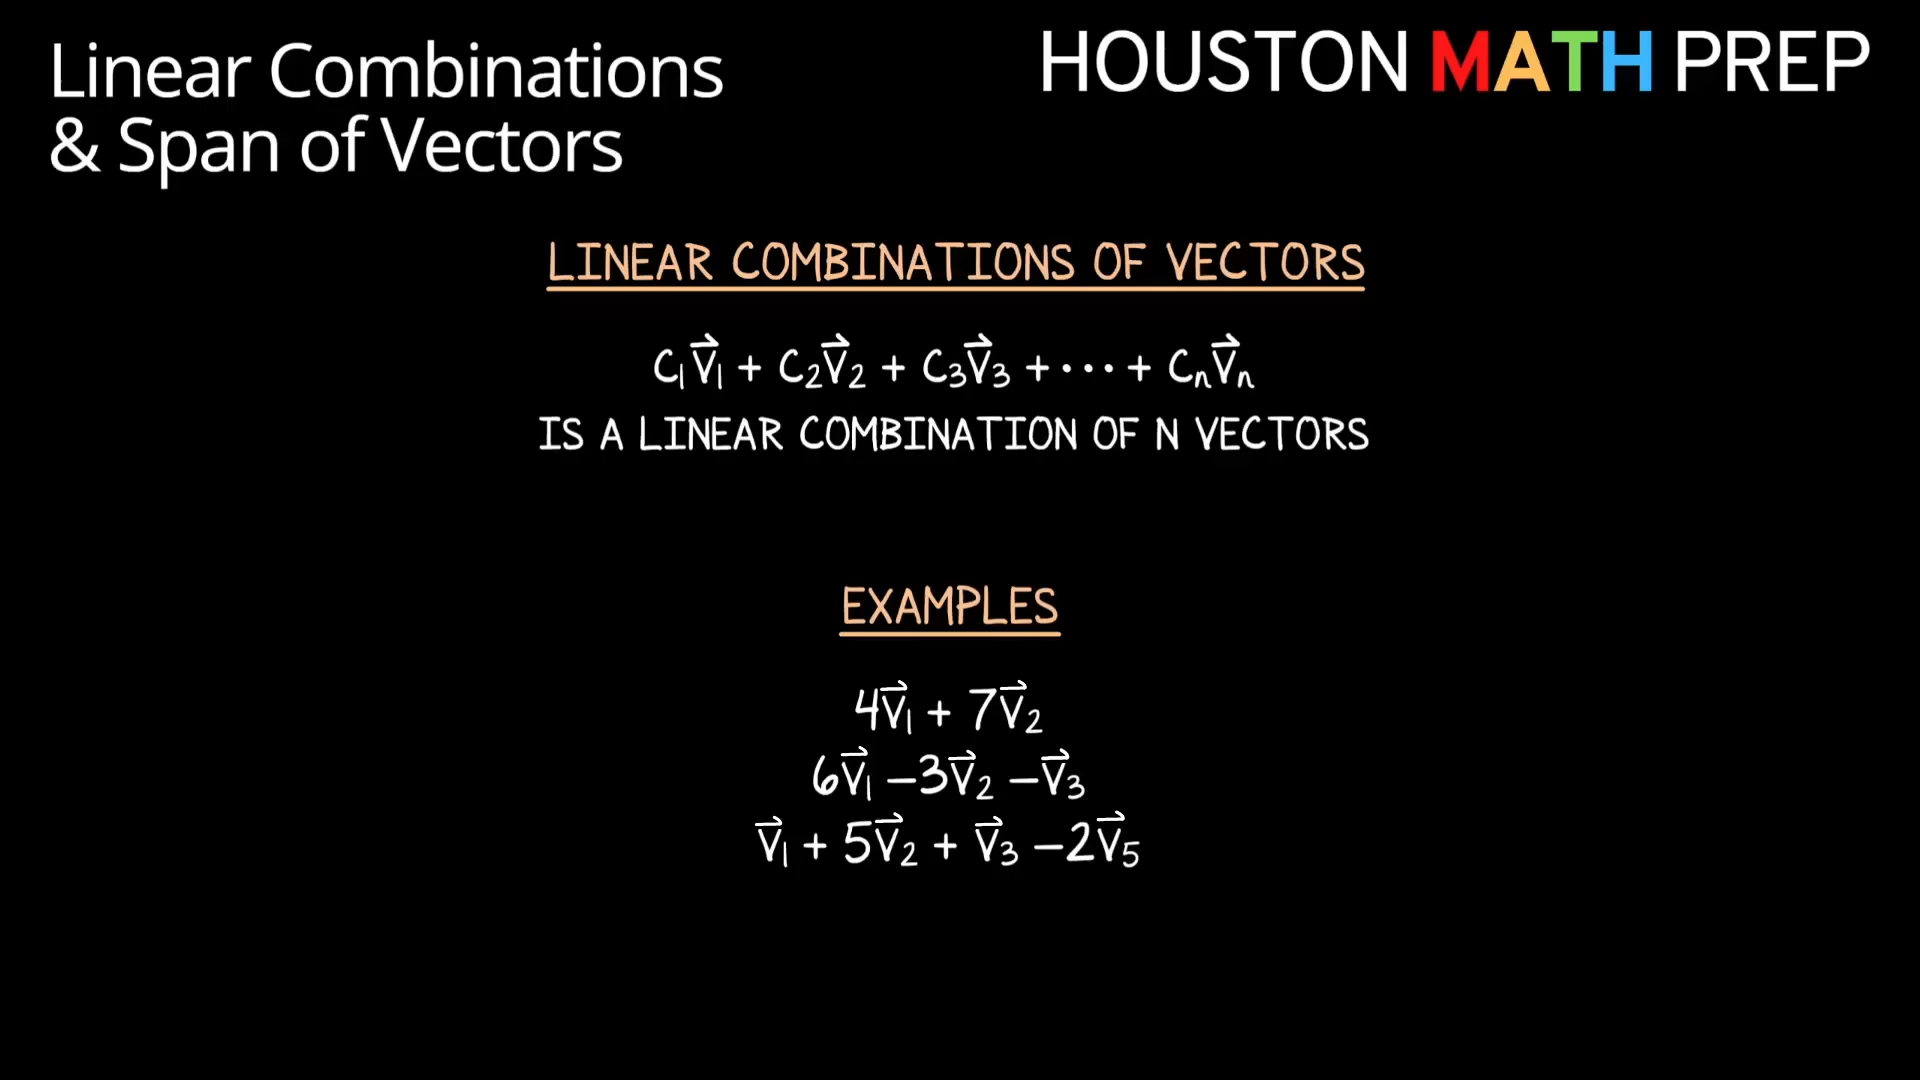 Linear Combinations
& Span of Vectors
HOUSTON MATH PREP
LINEAR COMBINATIONS OF VECTORS
C₁V⃗₁ + C₂V⃗₂ + C₃V⃗₃ + ··· + CₙV⃗ₙ
IS A LINEAR COMBINATION OF N VECTORS
EXAMPLES
4V⃗₁ + 7V⃗₂
6V⃗₁ – 3V⃗₂ – V⃗₃
V⃗₁ + 5V⃗₂ + V⃗₃ – 2V⃗₅